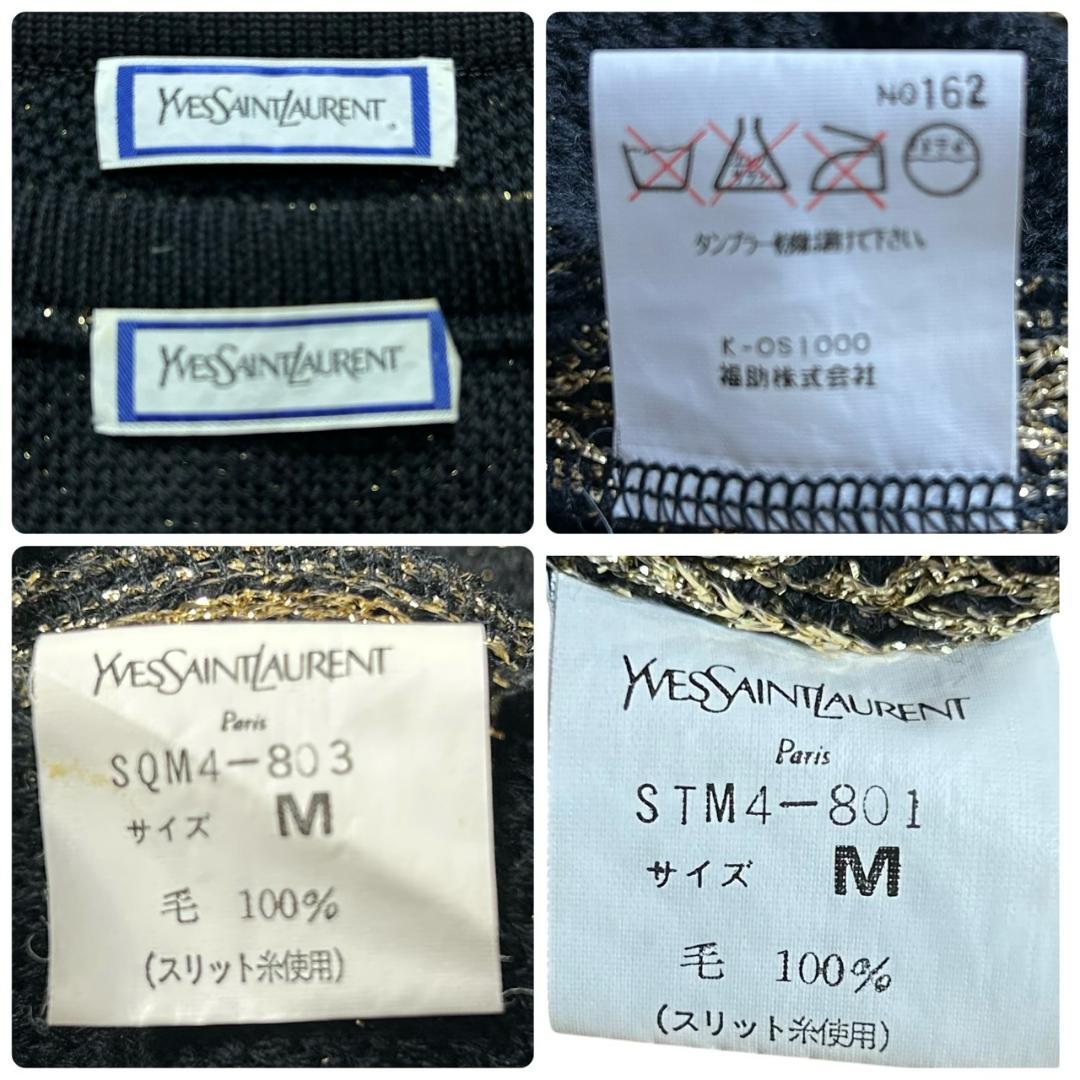 YVESSAINTLAURENT
YVESSAINTLAURENT
NO162
タンブラー乾燥は避けて下さい。
K-OS1000
福助株式会社
YVESSAINTLAURENT
Paris
SQM4-803
サイズ M
毛 100%
(スリット糸使用)
YVESSAINTLAURENT
Paris
STM4-801
サイズ M
毛 100%
(スリット糸使用)